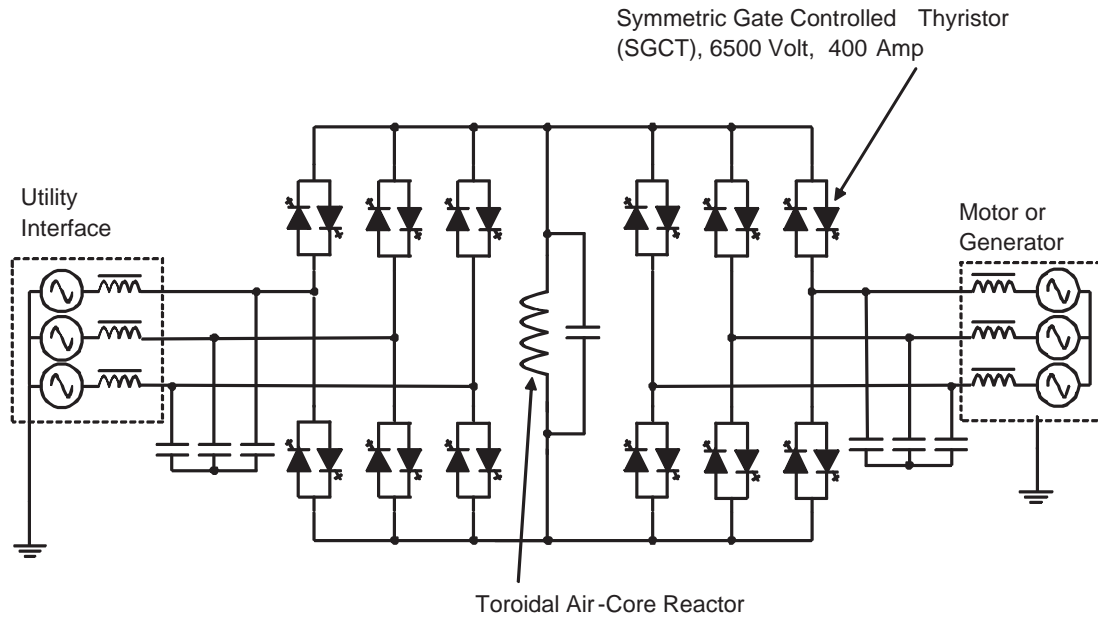 Symmetric Gate Controlled Thyristor
(SGCT), 6500 Volt, 400 Amp
Utility
Interface
Motor or
Generator
Toroidal Air-Core Reactor